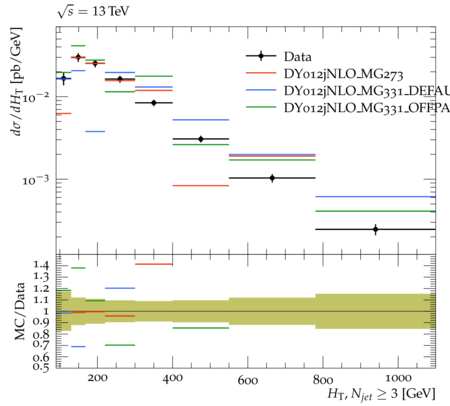 √s = 13 TeV
dσ/dH_T [pb/GeV]
10⁻²
10⁻³
Data
DY012jNLO_MG273
DY012jNLO_MG331_DEFAU
DY012jNLO_MG331_OFFPA
MC/Data
1.4
1.3
1.2
1.1
1
0.9
0.8
0.7
0.6
0.5
200 400 600 800 1000
H_T, N_jet ≥ 3 [GeV]